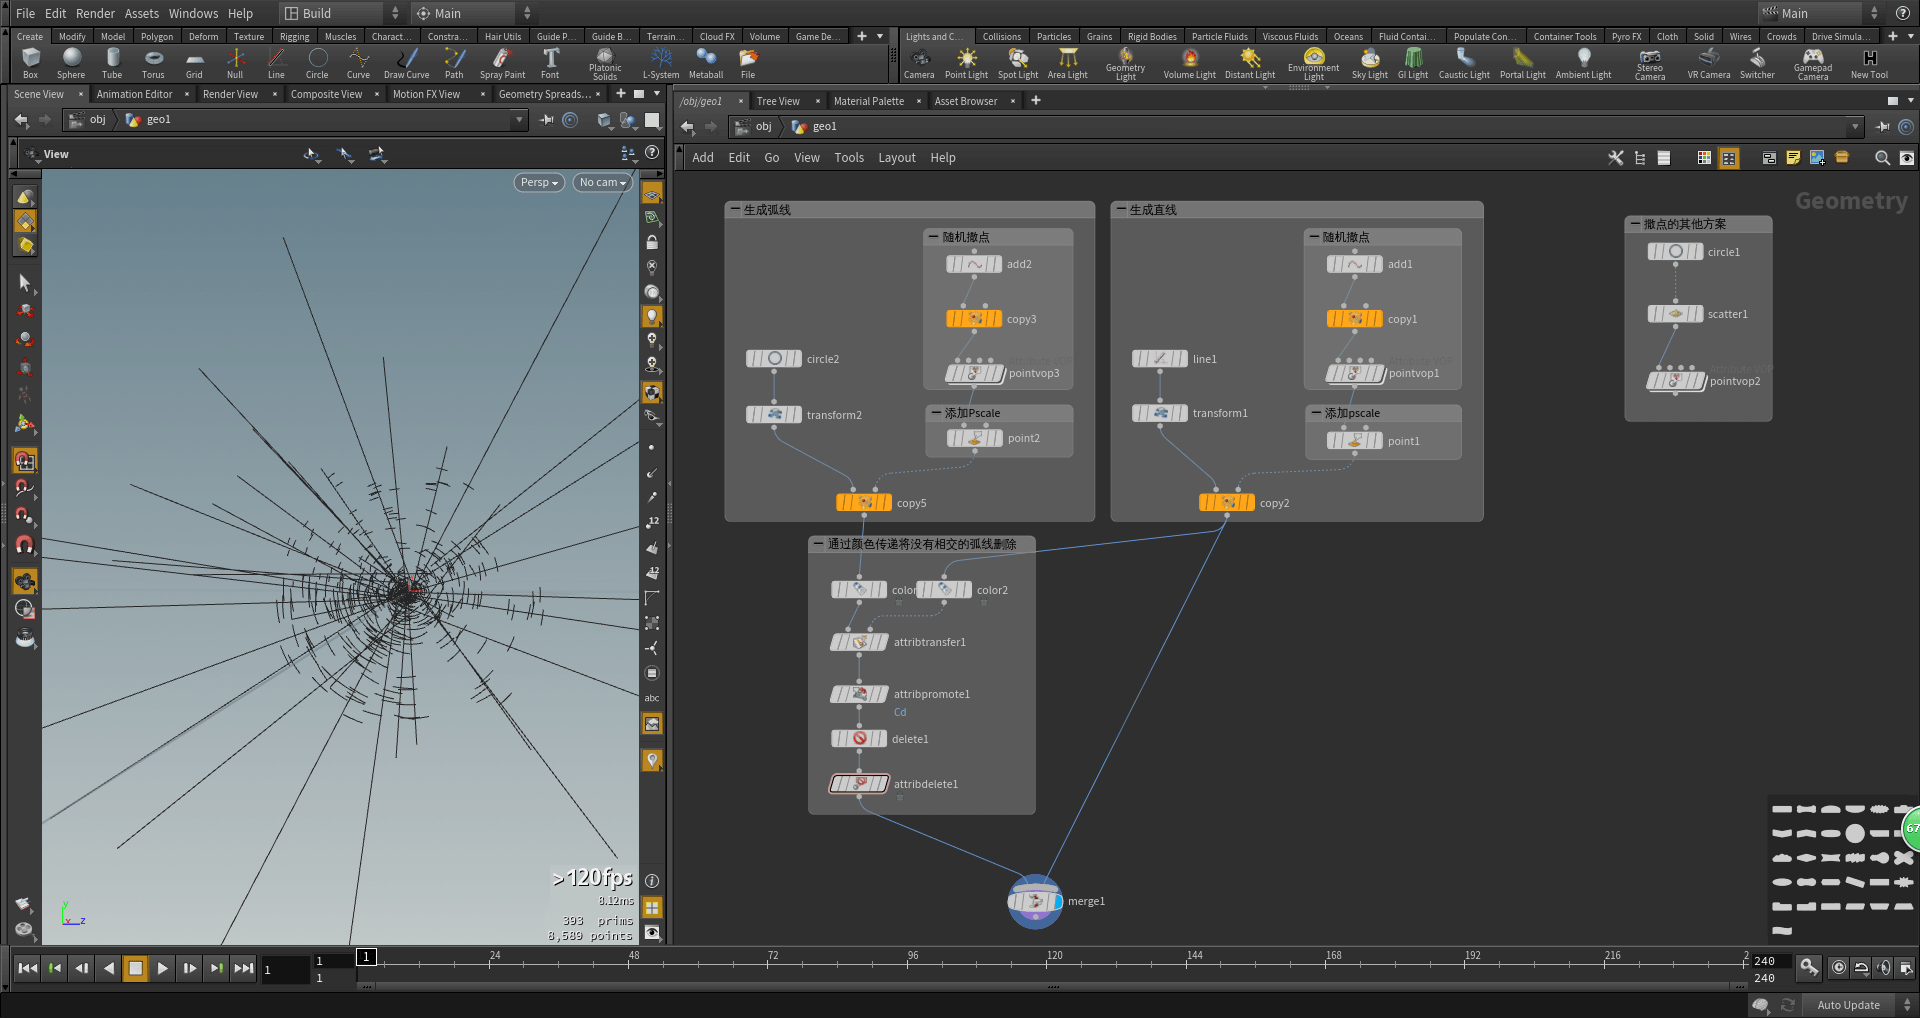 File Edit Render Assets Windows Help Build Main Main
Create Modify Model Polygon Deform Texture Rigging Muscles Charact... Constra... Hair Utils Guide P... Guide B... Terrain... Cloud FX Volume Game De...
Lights and C... Collisions Particles Grains Rigid Bodies Particle Fluids Viscous Fluids Oceans Fluid Contai... Populate Con... Container Tools Pyro FX Cloth Solid Wires Crowds Drive Simula...
Box Sphere Tube Torus Grid Null Line Circle Curve Draw Curve Path Spray Paint Font Platonic Solids L-System Metaball File
Camera Point Light Spot Light Area Light Geometry Light Volume Light Distant Light Environment Light Sky Light GI Light Caustic Light Portal Light Ambient Light Stereo Camera VR Camera Switcher Gamepad Camera New Tool
Scene View Animation Editor Render View Composite View Motion FX View Geometry Spreads...
obj geo1
View
Persp No cam
12
12
abc
>120fps
8.12ms
393 prims
8,589 points
y
x z
/obj/geo1 Tree View Material Palette Asset Browser
obj geo1
Add Edit Go View Tools Layout Help
Geometry
生成弧线
随机撒点
add2
copy3
Attribute VOP
pointvop3
circle2
transform2
添加Pscale
point2
copy5
生成直线
随机撒点
add1
copy1
Attribute VOP
pointvop1
line1
transform1
添加pscale
point1
copy2
撒点的其他方案
circle1
scatter1
Attribute VOP
pointvop2
通过颜色传递将没有相交的弧线删除
color
color2
attribtransfer1
attribpromote1
Cd
delete1
attribdelete1
merge1
67
1 1 1 1 24 48 72 96 120 144 168 192 216 2 240
240
Auto Update